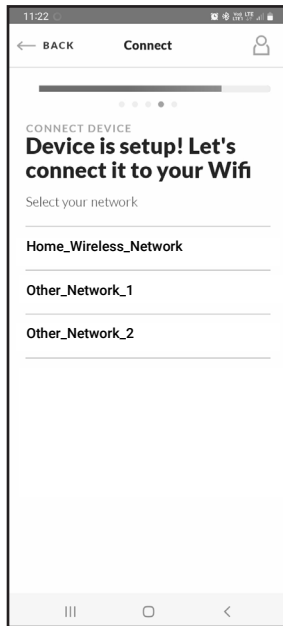 11:22
BACK Connect
CONNECT DEVICE
Device is setup! Let's
connect it to your Wifi
Select your network
Home_Wireless_Network
Other_Network_1
Other_Network_2